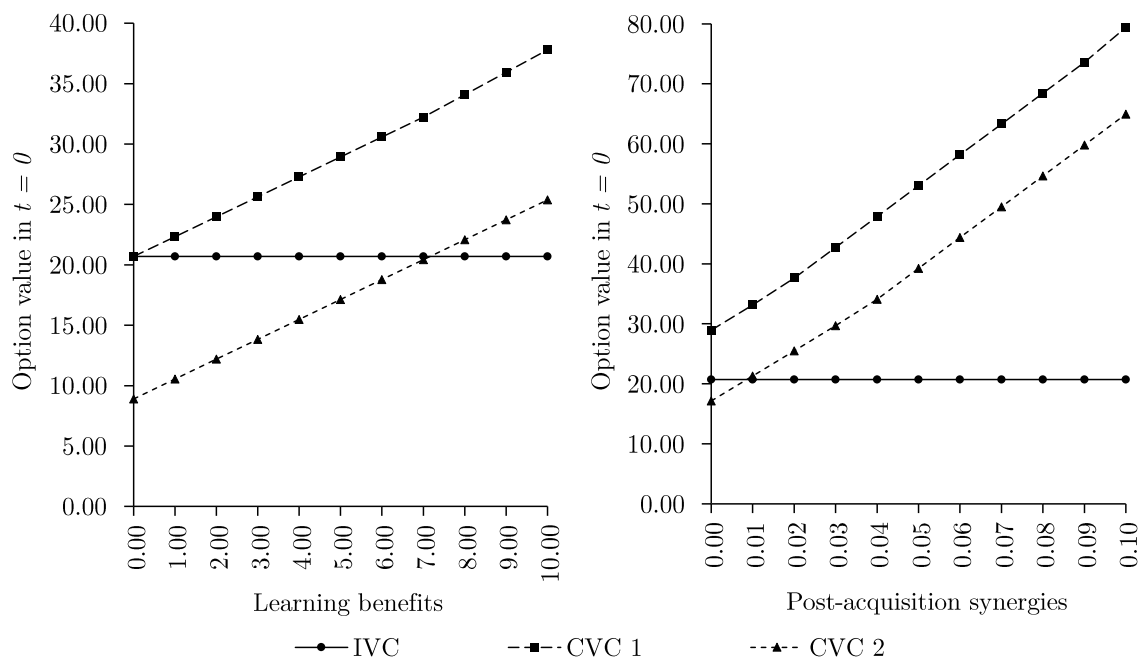 40.00
35.00
30.00
25.00
20.00
15.00
10.00
5.00
0.00
Option value in t = 0
0.00 1.00 2.00 3.00 4.00 5.00 6.00 7.00 8.00 9.00 10.00
Learning benefits
80.00
70.00
60.00
50.00
40.00
30.00
20.00
10.00
0.00
Option value in t = 0
0.00 0.01 0.02 0.03 0.04 0.05 0.06 0.07 0.08 0.09 0.10
Post-acquisition synergies
IVC CVC 1 CVC 2